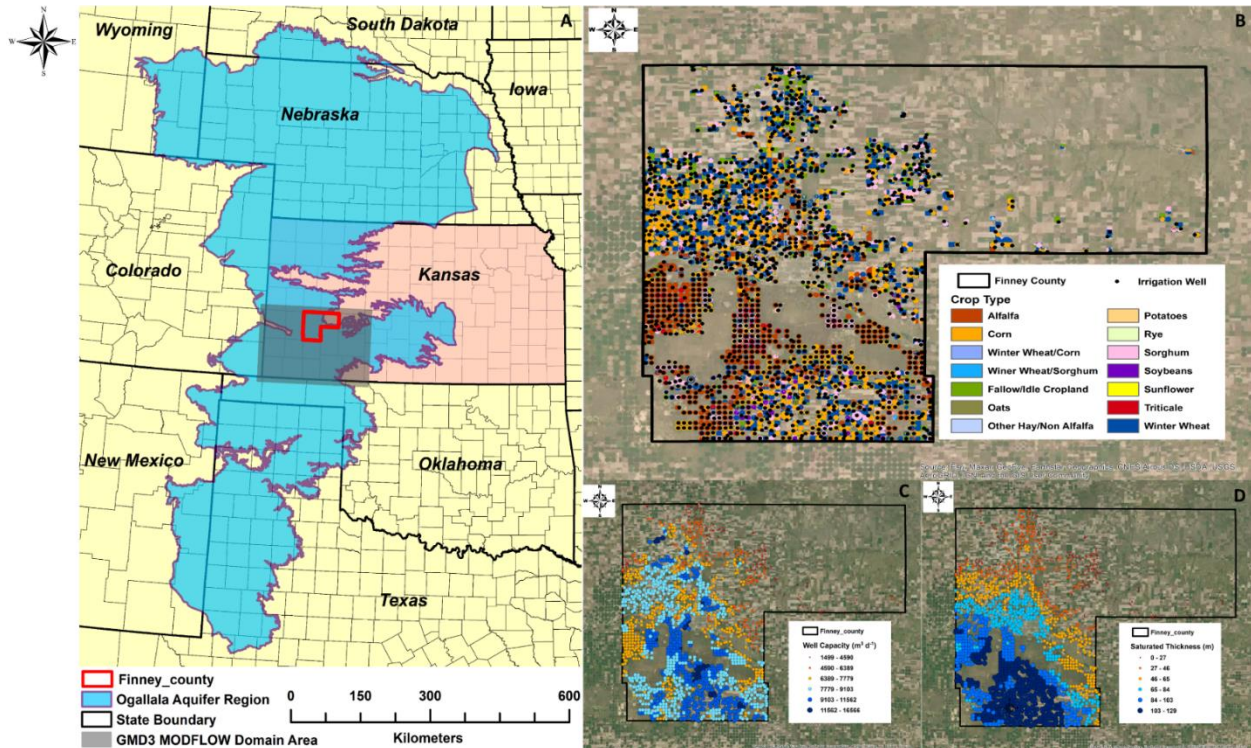 N
W E
S
A
South Dakota
Wyoming
Iowa
Nebraska
Colorado
Kansas
New Mexico
Oklahoma
Texas
Finney_county
Ogallala Aquifer Region
State Boundary
GMD3 MODFLOW Domain Area
0 150 300 600
Kilometers
B
Finney County
Irrigation Well
Crop Type
Alfalfa
Corn
Winter Wheat/Corn
Winer Wheat/Sorghum
Fallow/Idle Cropland
Oats
Other Hay/Non Alfalfa
Potatoes
Rye
Sorghum
Soybeans
Sunflower
Triticale
Winter Wheat
C
Finney_county
Well Capacity (m³ d⁻¹)
1499 - 4590
4590 - 6389
6389 - 7779
7779 - 9103
9103 - 11562
11562 - 16566
D
Finney_county
Saturated Thickness (m)
0 - 27
27 - 46
46 - 65
65 - 84
84 - 103
103 - 129